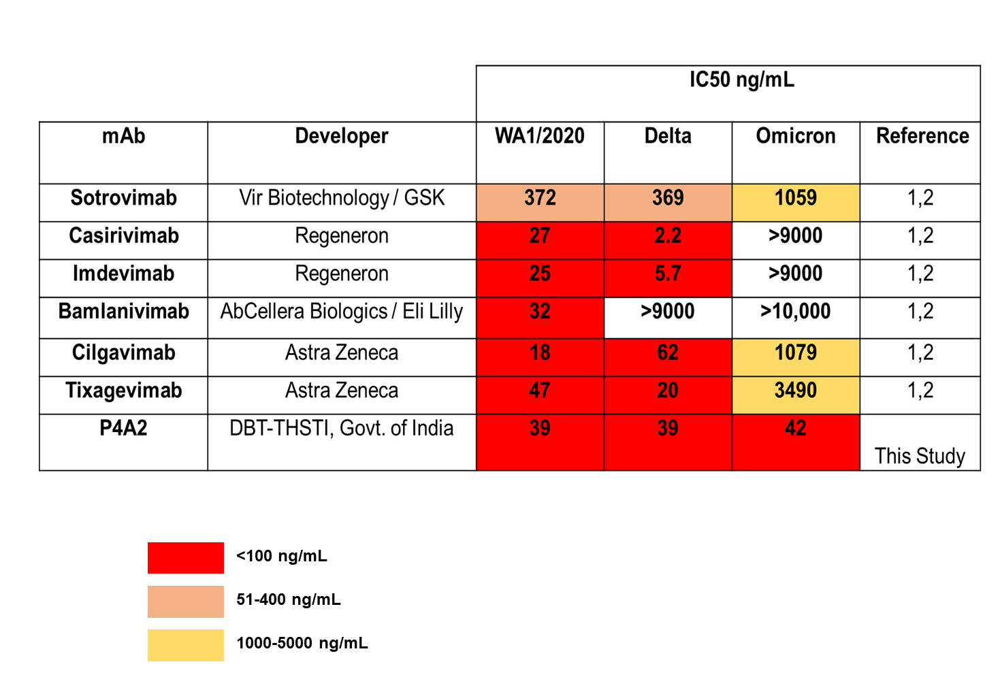 IC50 ng/mL
mAb Developer WA1/2020 Delta Omicron Reference
Sotrovimab Vir Biotechnology / GSK 372 369 1059 1,2
Casirivimab Regeneron 27 2.2 >9000 1,2
Imdevimab Regeneron 25 5.7 >9000 1,2
Bamlanivimab AbCellera Biologics / Eli Lilly 32 >9000 >10,000 1,2
Cilgavimab Astra Zeneca 18 62 1079 1,2
Tixagevimab Astra Zeneca 47 20 3490 1,2
P4A2 DBT-THSTI, Govt. of India 39 39 42 This Study
<100 ng/mL
51-400 ng/mL
1000-5000 ng/mL